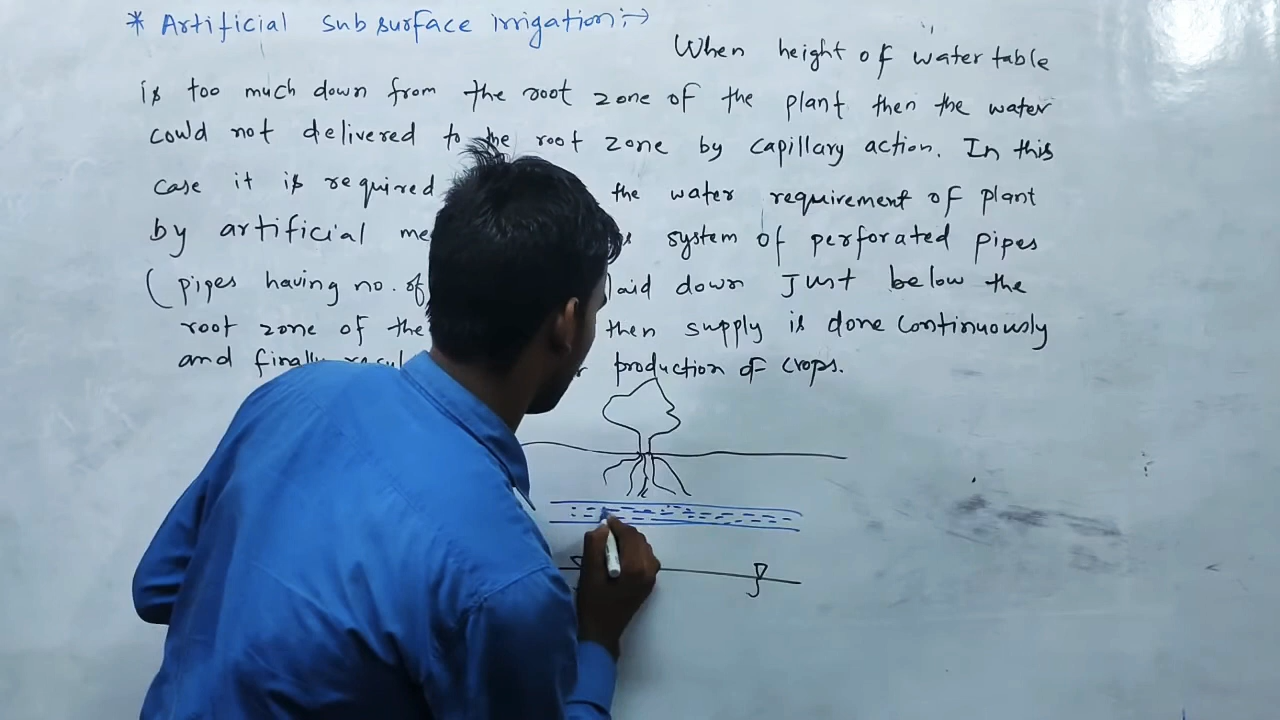 * Artificial sub surface irrigation:->
When height of water table
is too much down from the root zone of the plant then the water
could not delivered to the root zone by capillary action. In this
case it is required the water requirement of plant
by artificial system of perforated pipes
(pipes having no. of laid down Just below the
root zone of the then supply is done continuously
and finally production of crops.